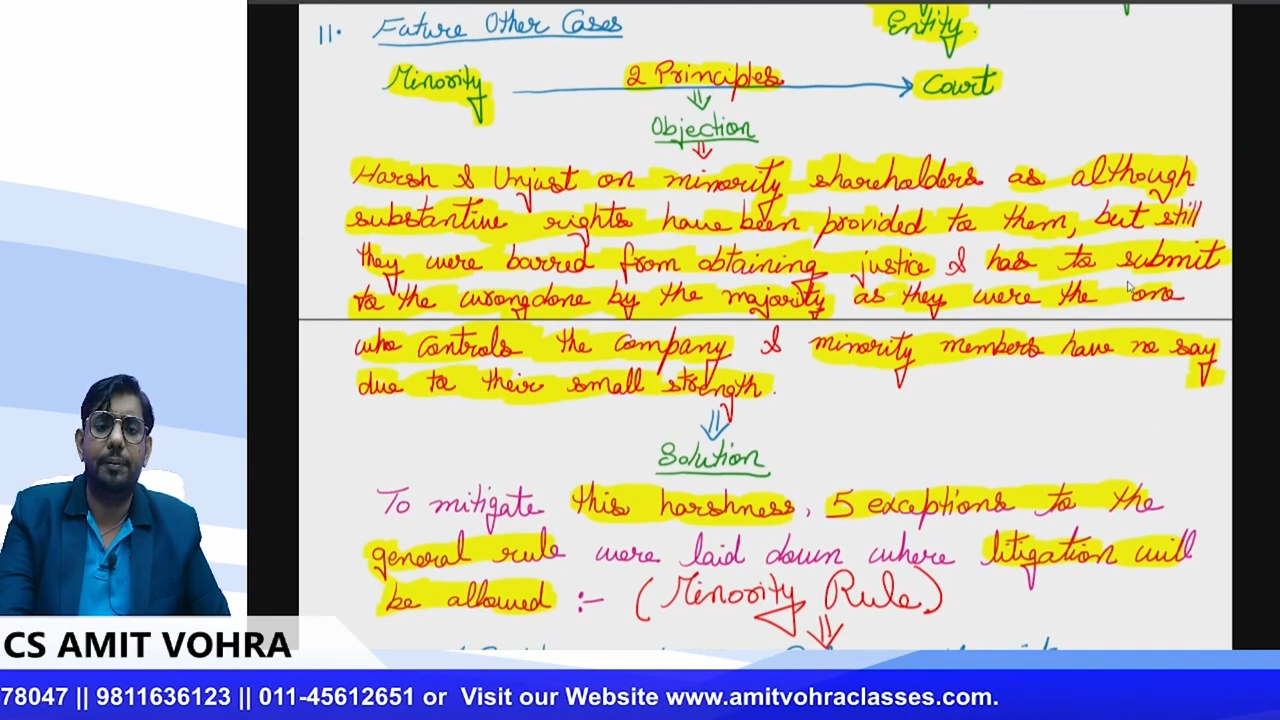 11. Future Other Cases
Entity.
Minority 2 Principles Court
Objection
Harsh & Unjust on minority shareholders as although
substantive rights have been provided to them, but still
they were barred from obtaining justice & has to submit
to the wrongdone by the majority as they were the one
who controls the company & minority members have no say
due to their small strength.
Solution
To mitigate this harshness, 5 exceptions to the
general rule were laid down where litigation will
be allowed :- (Minority Rule)
CS AMIT VOHRA
78047 || 9811636123 || 011-45612651 or Visit our Website www.amitvohraclasses.com.